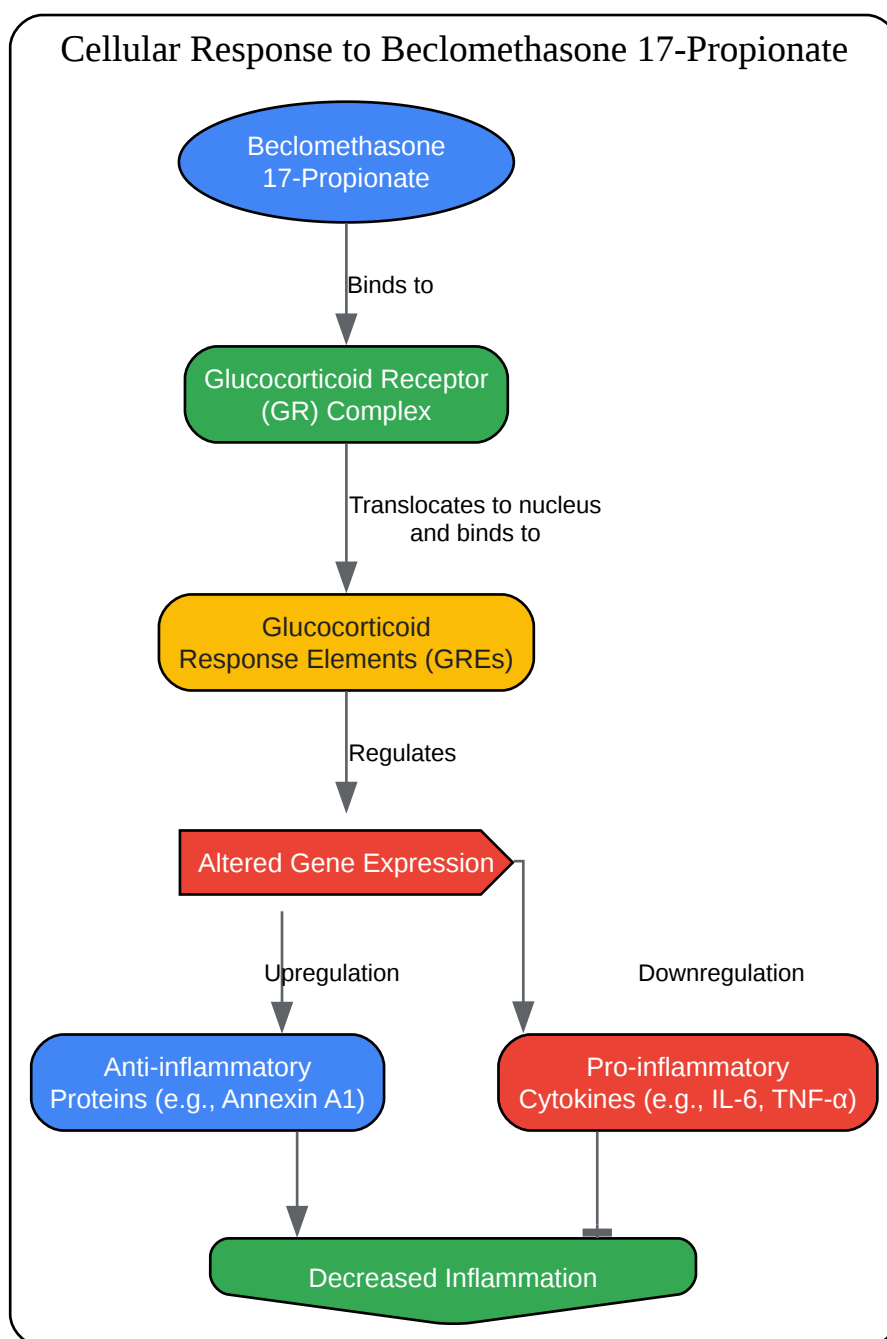 Cellular Response to Beclomethasone 17-Propionate
Beclomethasone
17-Propionate
Binds to
Glucocorticoid Receptor
(GR) Complex
Translocates to nucleus
and binds to
Glucocorticoid
Response Elements (GREs)
Regulates
Altered Gene Expression
Upregulation
Downregulation
Anti-inflammatory
Proteins (e.g., Annexin A1)
Pro-inflammatory
Cytokines (e.g., IL-6, TNF-α)
Decreased Inflammation